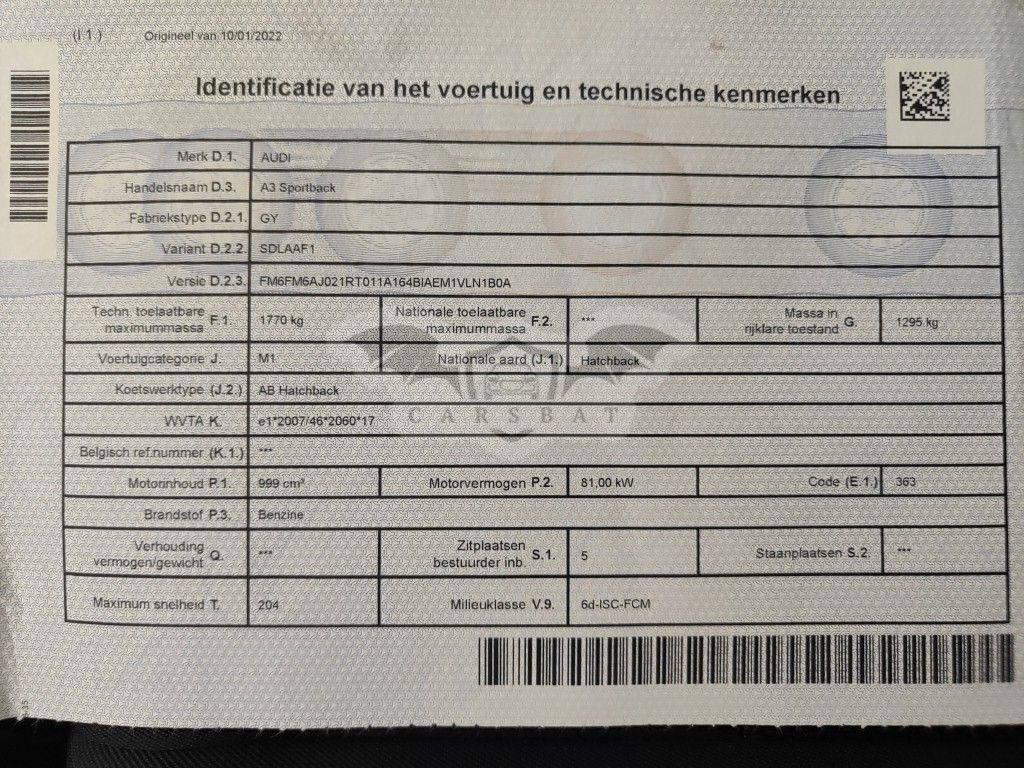 (I.1.) Origineel van 10/01/2022
Identificatie van het voertuig en technische kenmerken
Merk D.1. AUDI
Handelsnaam D.3. A3 Sportback
Fabriekstype D.2.1. GY
Variant D.2.2. SDLAAF1
Versie D.2.3. FM6FM6AJ021RT011A164BIAEM1VLN1B0A
Techn. toelaatbare maximummassa F.1. 1770 kg Nationale toelaatbare maximummassa F.2. *** Massa in rijklare toestand G. 1295 kg
Voertuigcategorie J. M1 Nationale aard (J.1.) Hatchback
Koetswerktype (J.2.) AB Hatchback
CARSBAT
WVTA K. e1*2007/46*2060*17
Belgisch ref.nummer (K.1.) ***
Motorinhoud P.1. 999 cm³ Motorvermogen P.2. 81,00 kW Code (E.1.) 363
Brandstof P.3. Benzine
Verhouding vermogen/gewicht Q. *** Zitplaatsen bestuurder inb. S.1. 5 Staanplaatsen S.2. ***
Maximum snelheid T. 204 Milieuklasse V.9. 6d-ISC-FCM